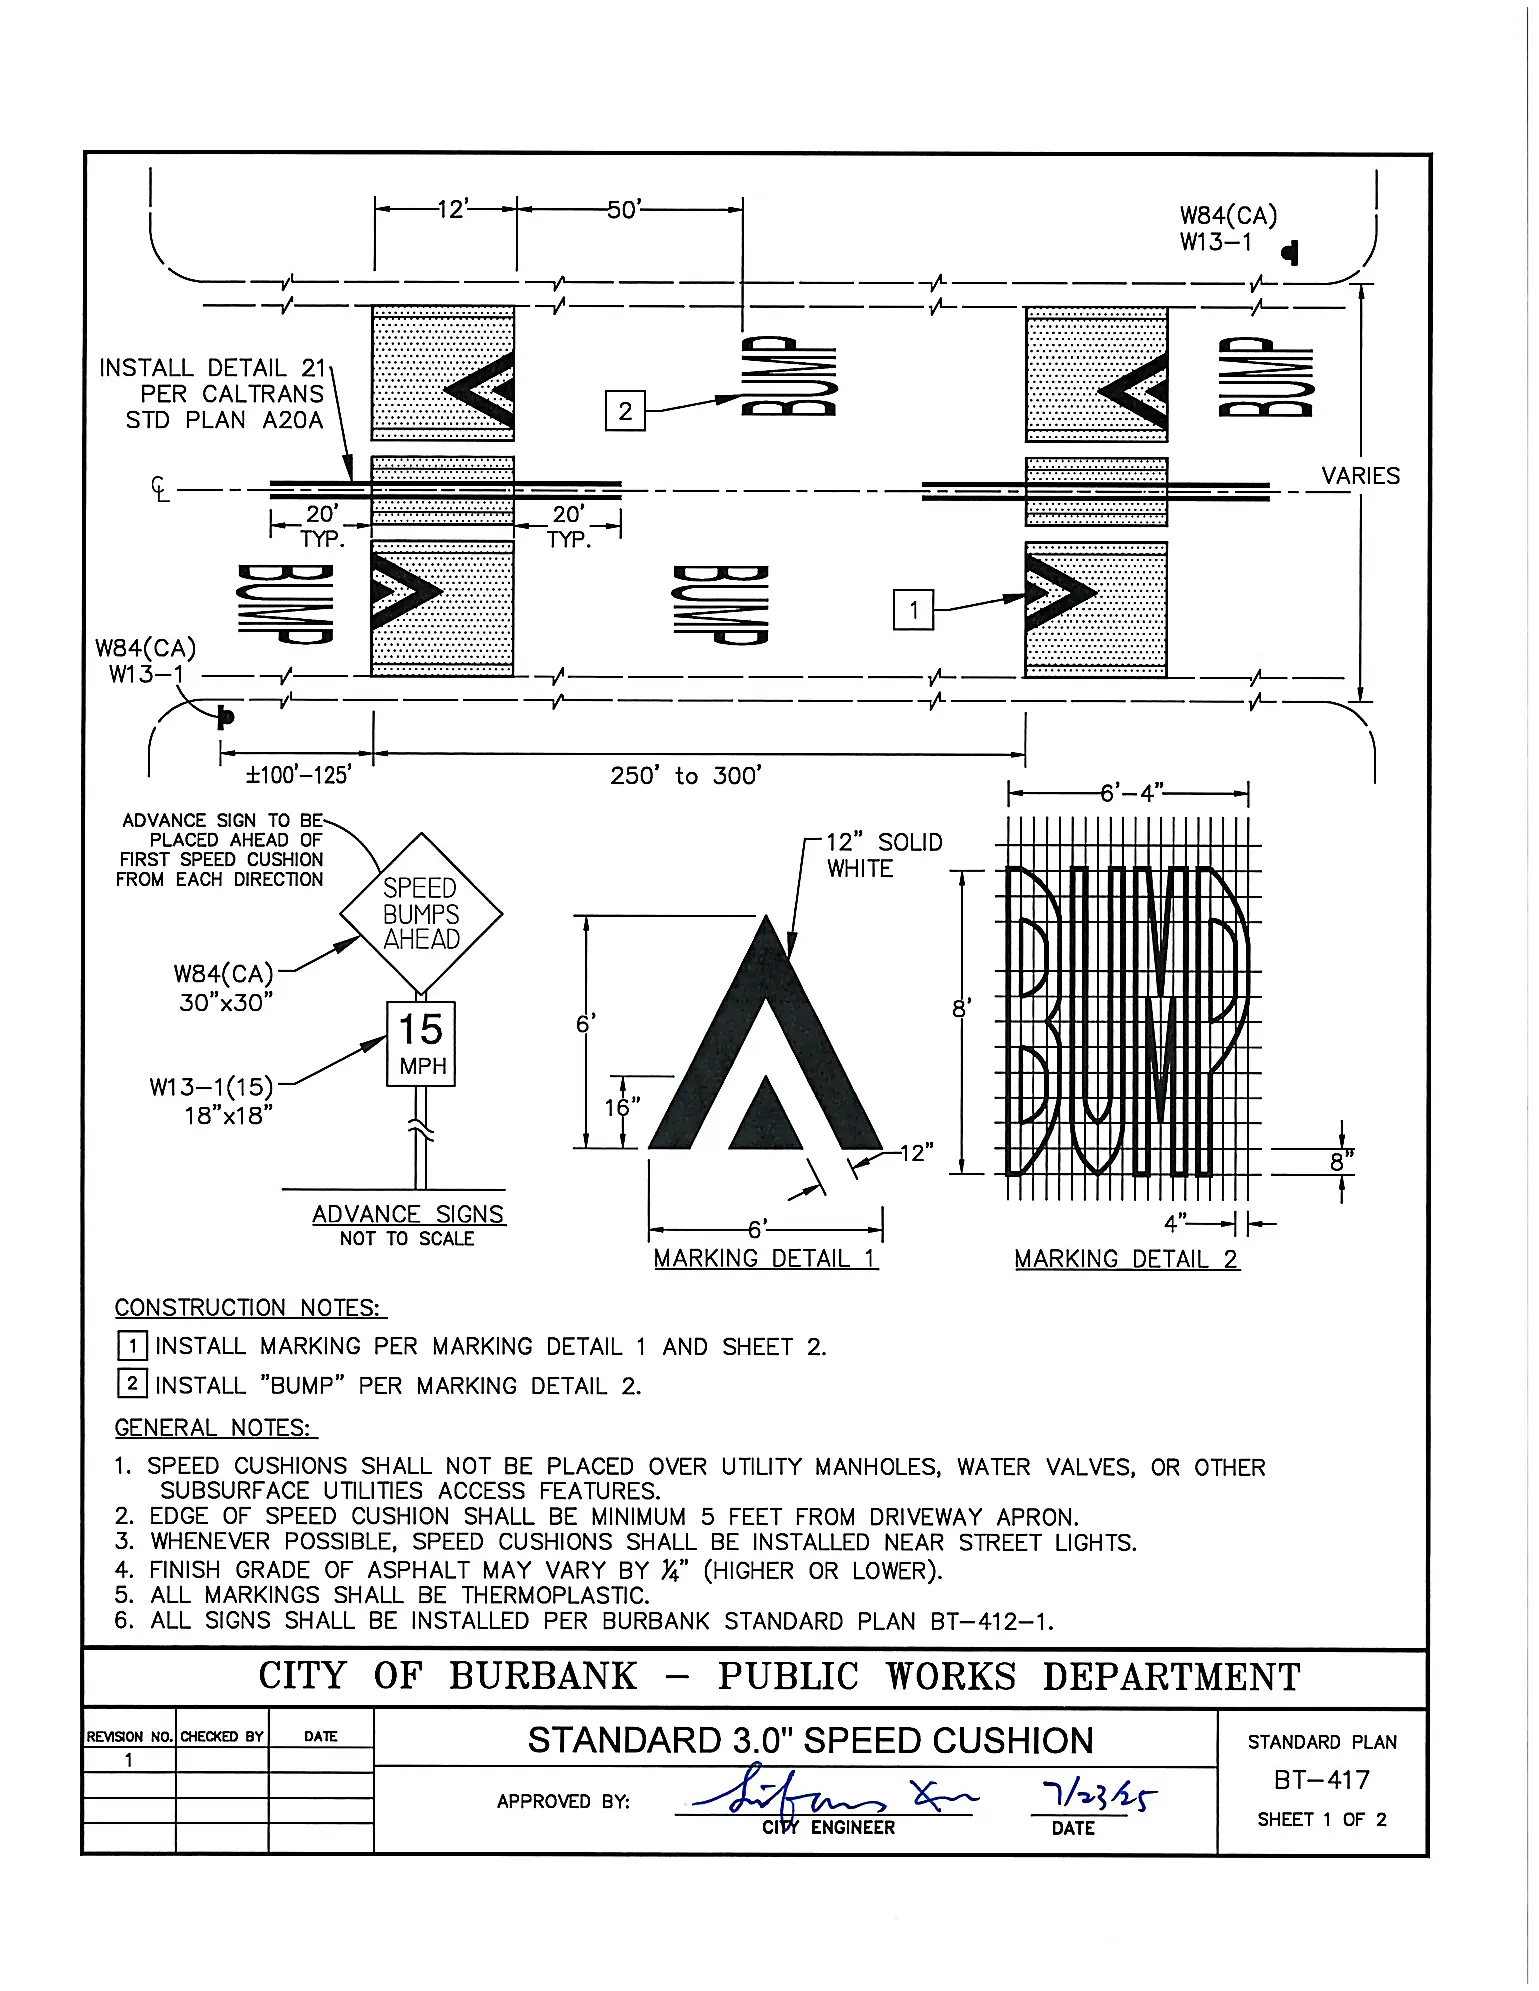 12' 50'
W84(CA)
W13-1
INSTALL DETAIL 21
PER CALTRANS
STD PLAN A20A
BUMP
BUMP
2
℄
VARIES
20'
TYP.
20'
TYP.
BUMP
BUMP
1
W84(CA)
W13-1
±100'-125'
250' to 300'
ADVANCE SIGN TO BE
PLACED AHEAD OF
FIRST SPEED CUSHION
FROM EACH DIRECTION
SPEED
BUMPS
AHEAD
W84(CA)
30"x30"
15
MPH
W13-1(15)
18"x18"
ADVANCE SIGNS
NOT TO SCALE
12" SOLID
WHITE
6'
16"
12"
6'
MARKING DETAIL 1
6'-4"
8'
BUMP
8"
4"
MARKING DETAIL 2
CONSTRUCTION NOTES:
1 INSTALL MARKING PER MARKING DETAIL 1 AND SHEET 2.
2 INSTALL "BUMP" PER MARKING DETAIL 2.
GENERAL NOTES:
1. SPEED CUSHIONS SHALL NOT BE PLACED OVER UTILITY MANHOLES, WATER VALVES, OR OTHER
SUBSURFACE UTILITIES ACCESS FEATURES.
2. EDGE OF SPEED CUSHION SHALL BE MINIMUM 5 FEET FROM DRIVEWAY APRON.
3. WHENEVER POSSIBLE, SPEED CUSHIONS SHALL BE INSTALLED NEAR STREET LIGHTS.
4. FINISH GRADE OF ASPHALT MAY VARY BY ¼" (HIGHER OR LOWER).
5. ALL MARKINGS SHALL BE THERMOPLASTIC.
6. ALL SIGNS SHALL BE INSTALLED PER BURBANK STANDARD PLAN BT-412-1.
CITY OF BURBANK - PUBLIC WORKS DEPARTMENT
REVISION NO. CHECKED BY DATE
1
STANDARD 3.0" SPEED CUSHION
APPROVED BY:
7/23/25
CITY ENGINEER
DATE
STANDARD PLAN
BT-417
SHEET 1 OF 2